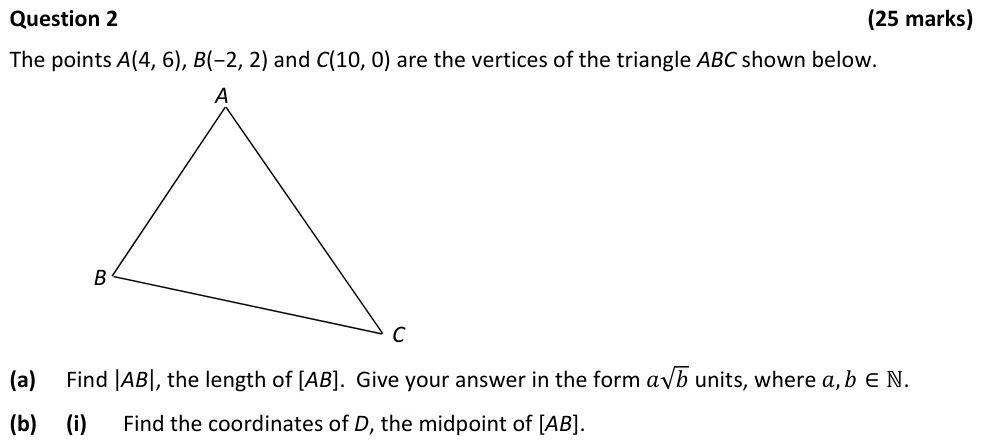 Question 2 (25 marks)
The points A(4, 6), B(−2, 2) and C(10, 0) are the vertices of the triangle ABC shown below.
A
B
C
(a) Find |AB|, the length of [AB]. Give your answer in the form a√b units, where a, b ∈ ℕ.
(b) (i) Find the coordinates of D, the midpoint of [AB].